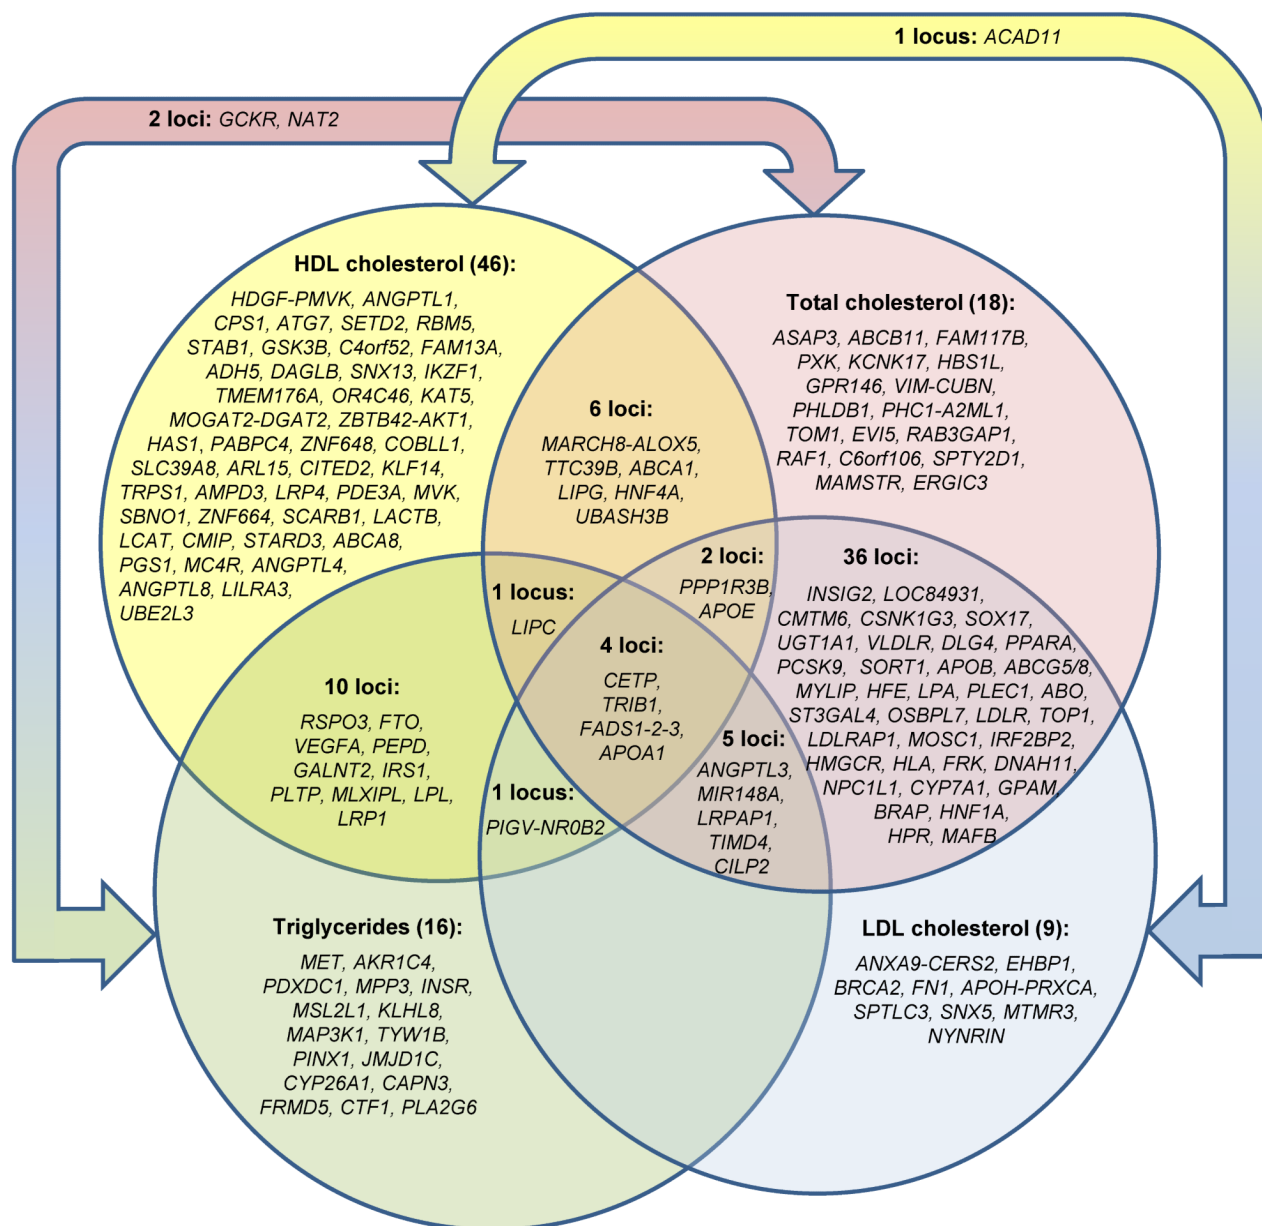 1 locus: ACAD11
2 loci: GCKR, NAT2
HDL cholesterol (46):
HDGF-PMVK, ANGPTL1,
CPS1, ATG7, SETD2, RBM5,
STAB1, GSK3B, C4orf52, FAM13A,
ADH5, DAGLB, SNX13, IKZF1,
TMEM176A, OR4C46, KAT5,
MOGAT2-DGAT2, ZBTB42-AKT1,
HAS1, PABPC4, ZNF648, COBLL1,
SLC39A8, ARL15, CITED2, KLF14,
TRPS1, AMPD3, LRP4, PDE3A, MVK,
SBNO1, ZNF664, SCARB1, LACTB,
LCAT, CMIP, STARD3, ABCA8,
PGS1, MC4R, ANGPTL4,
ANGPTL8, LILRA3,
UBE2L3
Total cholesterol (18):
ASAP3, ABCB11, FAM117B,
PXK, KCNK17, HBS1L,
GPR146, VIM-CUBN,
PHLDB1, PHC1-A2ML1,
TOM1, EVI5, RAB3GAP1,
RAF1, C6orf106, SPTY2D1,
MAMSTR, ERGIC3
6 loci:
MARCH8-ALOX5,
TTC39B, ABCA1,
LIPG, HNF4A,
UBASH3B
2 loci:
PPP1R3B,
APOE
36 loci:
INSIG2, LOC84931,
CMTM6, CSNK1G3, SOX17,
UGT1A1, VLDLR, DLG4, PPARA,
PCSK9, SORT1, APOB, ABCG5/8,
MYLIP, HFE, LPA, PLEC1, ABO,
ST3GAL4, OSBPL7, LDLR, TOP1,
LDLRAP1, MOSC1, IRF2BP2,
HMGCR, HLA, FRK, DNAH11,
NPC1L1, CYP7A1, GPAM,
BRAP, HNF1A,
HPR, MAFB
1 locus:
LIPC
4 loci:
CETP,
TRIB1,
FADS1-2-3,
APOA1
10 loci:
RSPO3, FTO,
VEGFA, PEPD,
GALNT2, IRS1,
PLTP, MLXIPL, LPL,
LRP1
5 loci:
ANGPTL3,
MIR148A,
LRPAP1,
TIMD4,
CILP2
1 locus:
PIGV-NR0B2
Triglycerides (16):
MET, AKR1C4,
PDXDC1, MPP3, INSR,
MSL2L1, KLHL8,
MAP3K1, TYW1B,
PINX1, JMJD1C,
CYP26A1, CAPN3,
FRMD5, CTF1, PLA2G6
LDL cholesterol (9):
ANXA9-CERS2, EHBP1,
BRCA2, FN1, APOH-PRXCA,
SPTLC3, SNX5, MTMR3,
NYNRIN